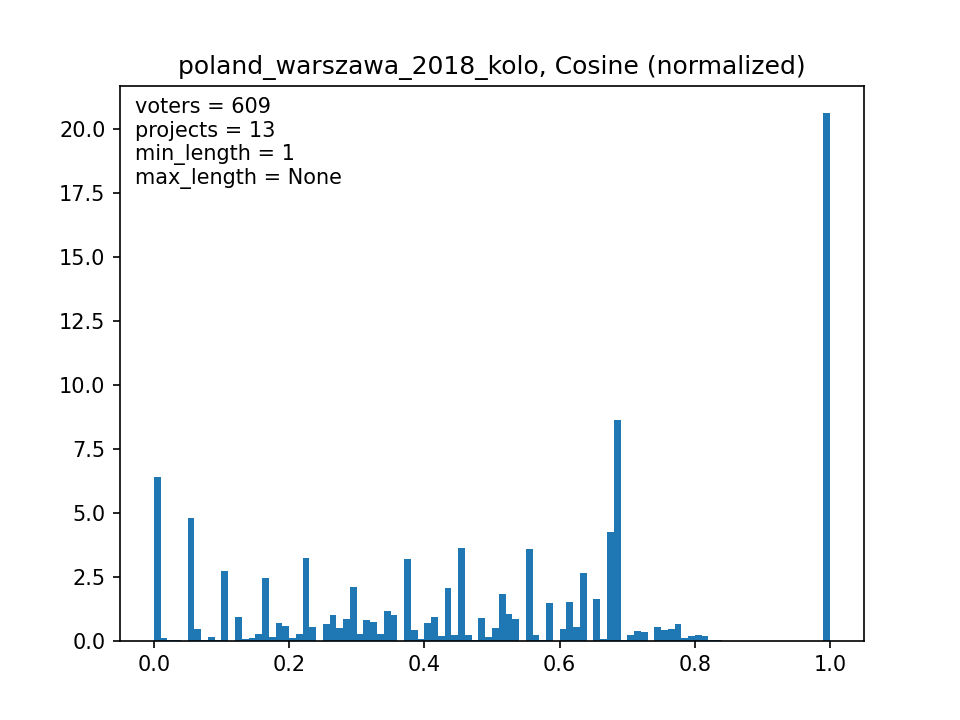 poland_warszawa_2018_kolo, Cosine (normalized)
voters = 609
projects = 13
min_length = 1
max_length = None
20.0
17.5
15.0
12.5
10.0
7.5
5.0
2.5
0.0
0.0 0.2 0.4 0.6 0.8 1.0